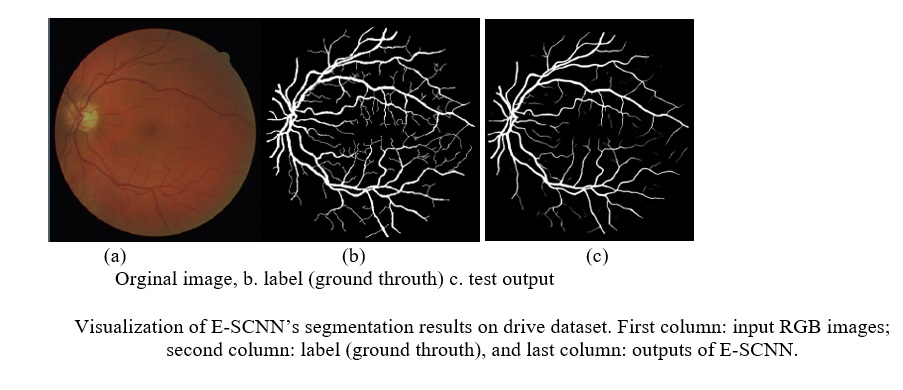 (a) (b) (c)
Orginal image, b. label (ground throuth) c. test output
Visualization of E-SCNN’s segmentation results on drive dataset. First column: input RGB images;
second column: label (ground throuth), and last column: outputs of E-SCNN.